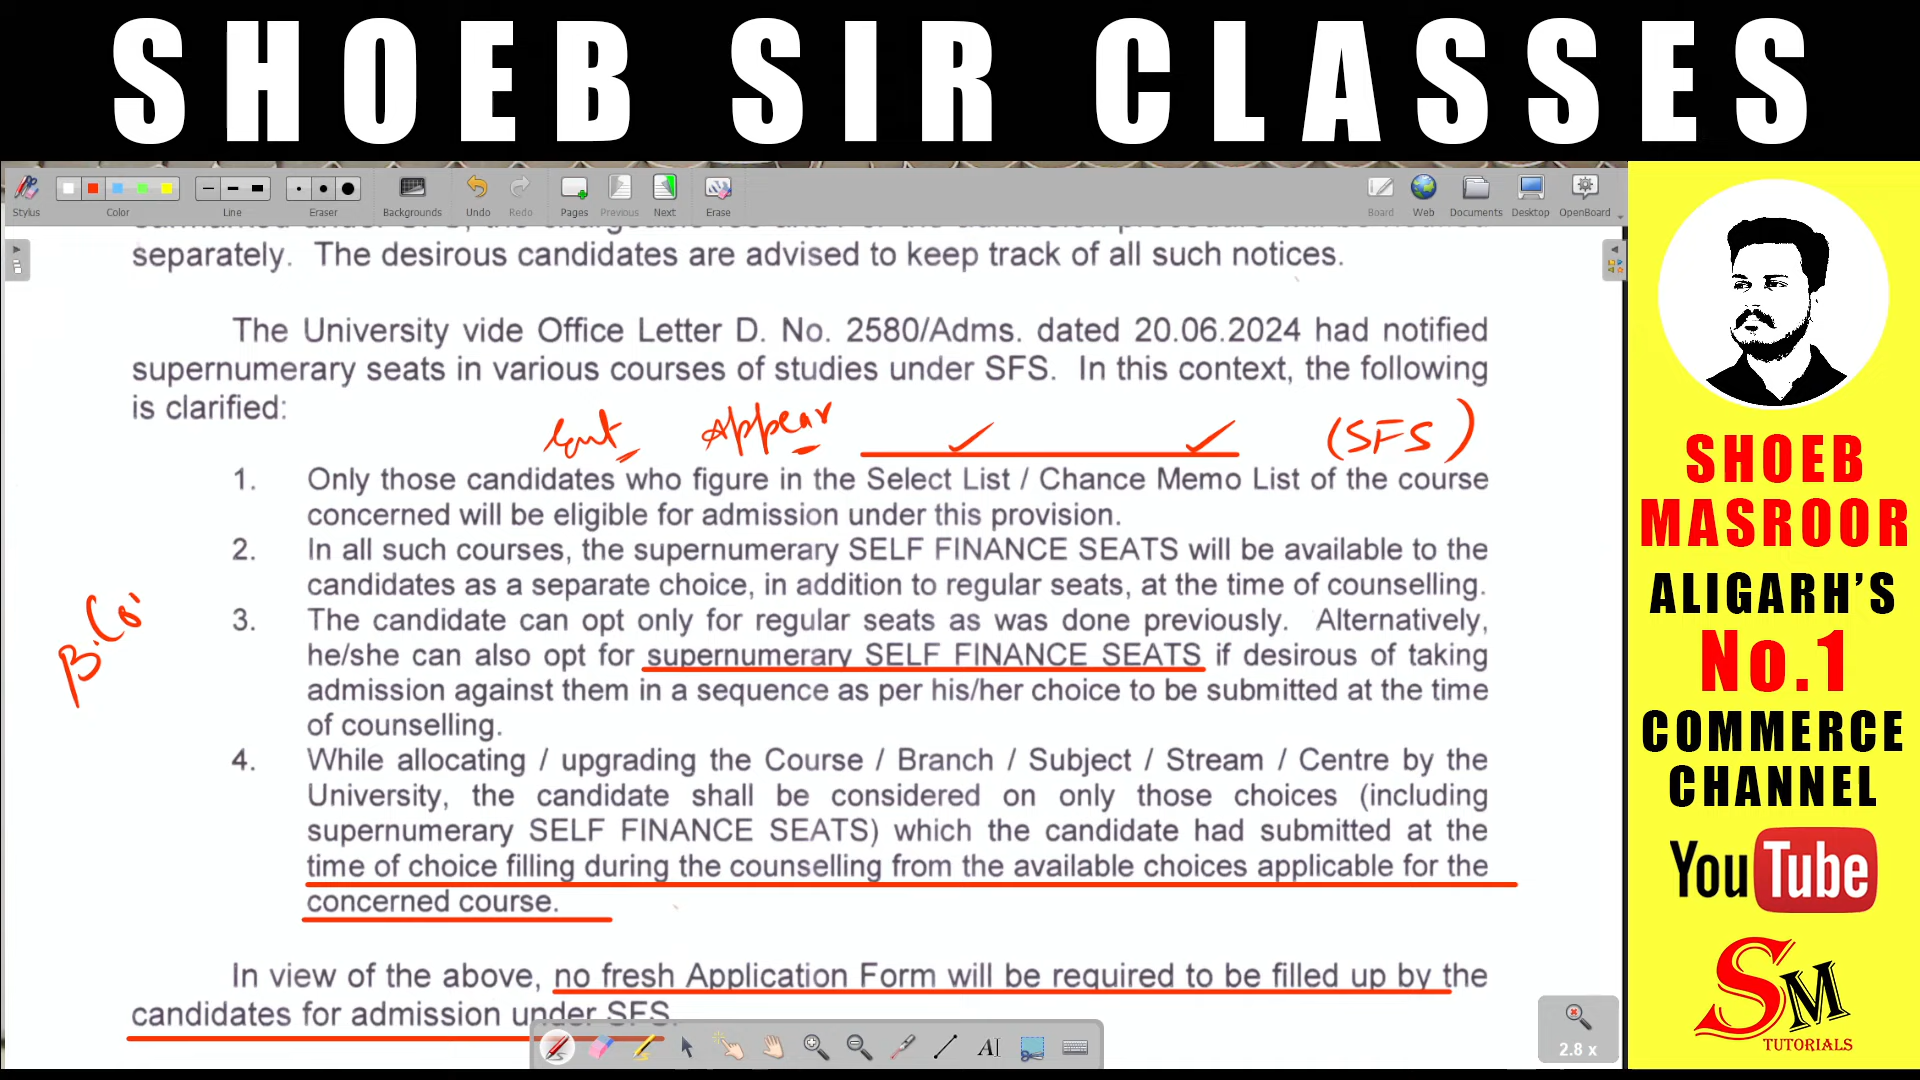 SHOEB SIR CLASSES
Stylus Color Line Eraser Backgrounds Undo Redo Pages Previous Next Erase Board Web Documents Desktop OpenBoard
separately. The desirous candidates are advised to keep track of all such notices.
The University vide Office Letter D. No. 2580/Adms. dated 20.06.2024 had notified
supernumerary seats in various courses of studies under SFS. In this context, the following
is clarified:
Appear (SFS)
1. Only those candidates who figure in the Select List / Chance Memo List of the course
concerned will be eligible for admission under this provision.
2. In all such courses, the supernumerary SELF FINANCE SEATS will be available to the
candidates as a separate choice, in addition to regular seats, at the time of counselling.
3. The candidate can opt only for regular seats as was done previously. Alternatively,
he/she can also opt for supernumerary SELF FINANCE SEATS if desirous of taking
admission against them in a sequence as per his/her choice to be submitted at the time
of counselling.
B.Co
4. While allocating / upgrading the Course / Branch / Subject / Stream / Centre by the
University, the candidate shall be considered on only those choices (including
supernumerary SELF FINANCE SEATS) which the candidate had submitted at the
time of choice filling during the counselling from the available choices applicable for the
concerned course.
In view of the above, no fresh Application Form will be required to be filled up by the
candidates for admission under SFS.
2.8 x
SHOEB
MASROOR
ALIGARH'S
No.1
COMMERCE
CHANNEL
YouTube
SM
TUTORIALS